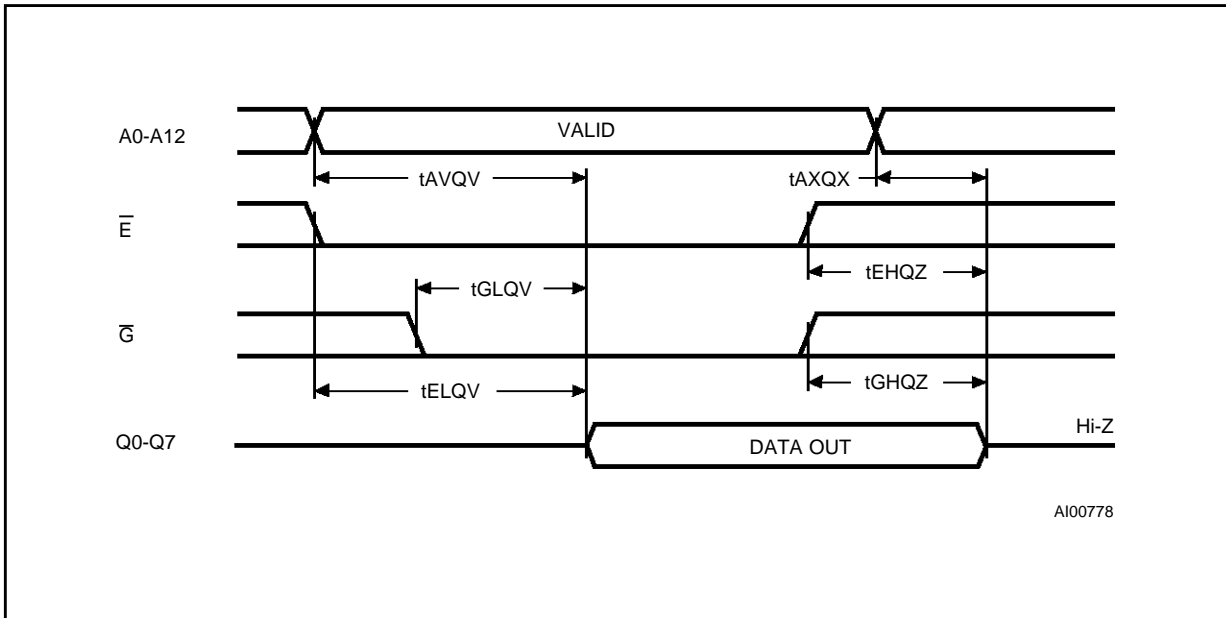 A0-A12
VALID
tAVQV
tAXQX
E̅
tEHQZ
tGLQV
G̅
tGHQZ
tELQV
Hi-Z
Q0-Q7
DATA OUT
AI00778